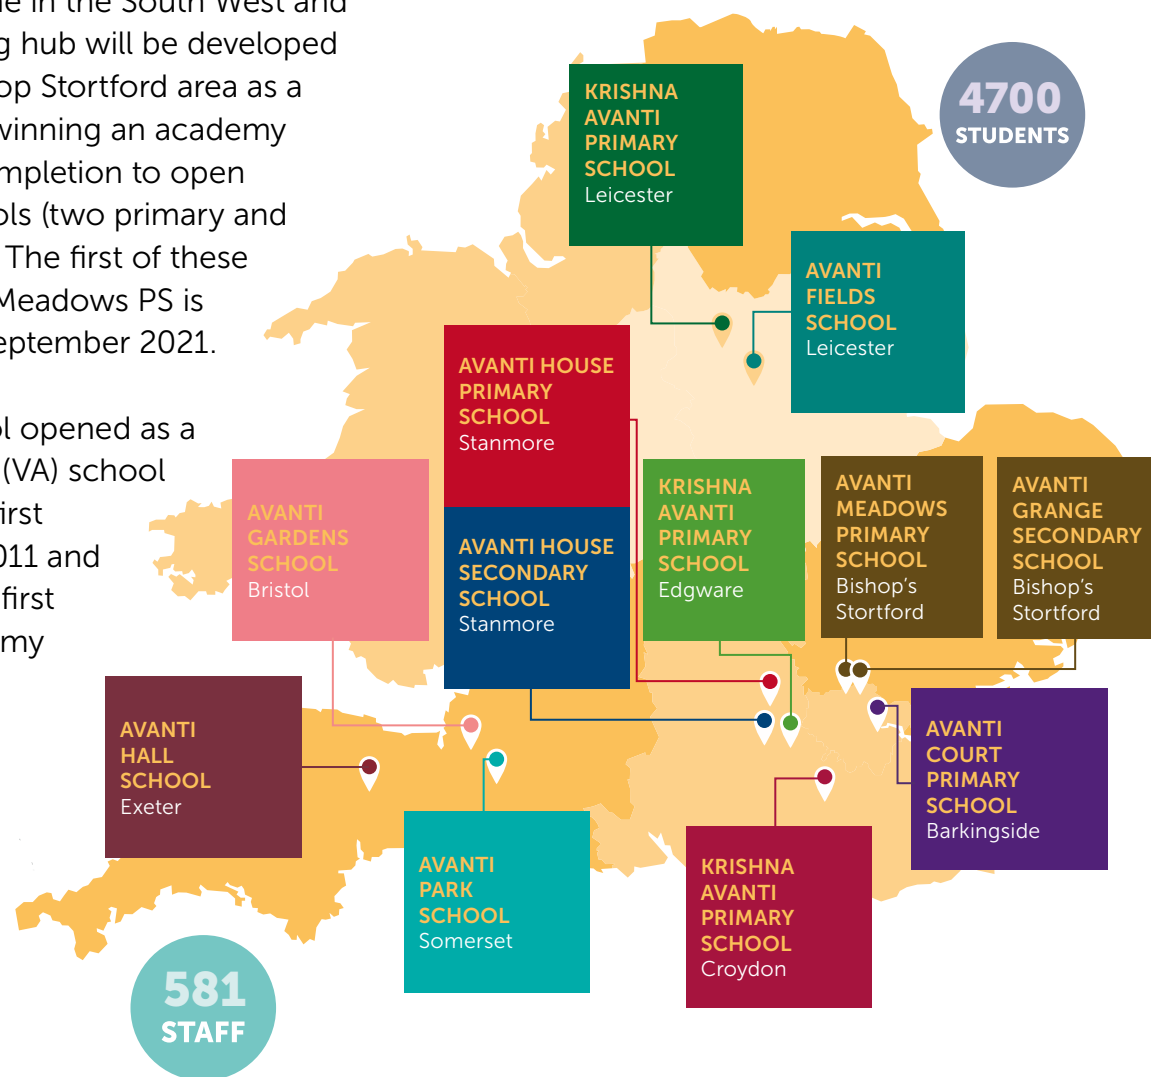 e in the South West and
g hub will be developed
op Stortford area as a
winning an academy
mpletion to open
ols (two primary and
The first of these
Meadows PS is
eptember 2021.
ol opened as a
(VA) school
first
011 and
first
my
KRISHNA
AVANTI
PRIMARY
SCHOOL
Leicester
4700
STUDENTS
AVANTI
FIELDS
SCHOOL
Leicester
AVANTI HOUSE
PRIMARY
SCHOOL
Stanmore
AVANTI
GARDENS
SCHOOL
Bristol
AVANTI HOUSE
SECONDARY
SCHOOL
Stanmore
KRISHNA
AVANTI
PRIMARY
SCHOOL
Edgware
AVANTI
MEADOWS
PRIMARY
SCHOOL
Bishop's
Stortford
AVANTI
GRANGE
SECONDARY
SCHOOL
Bishop's
Stortford
AVANTI
HALL
SCHOOL
Exeter
AVANTI
PARK
SCHOOL
Somerset
KRISHNA
AVANTI
PRIMARY
SCHOOL
Croydon
AVANTI
COURT
PRIMARY
SCHOOL
Barkingside
581
STAFF